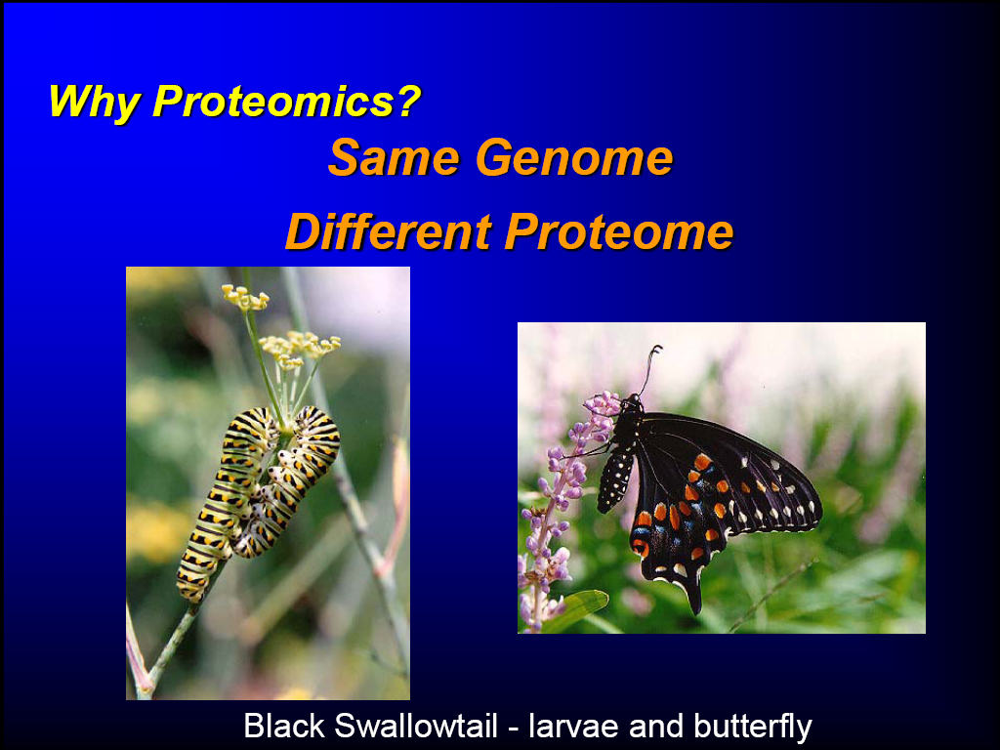 Why Proteomics?
Same Genome
Different Proteome
Black Swallowtail - larvae and butterfly